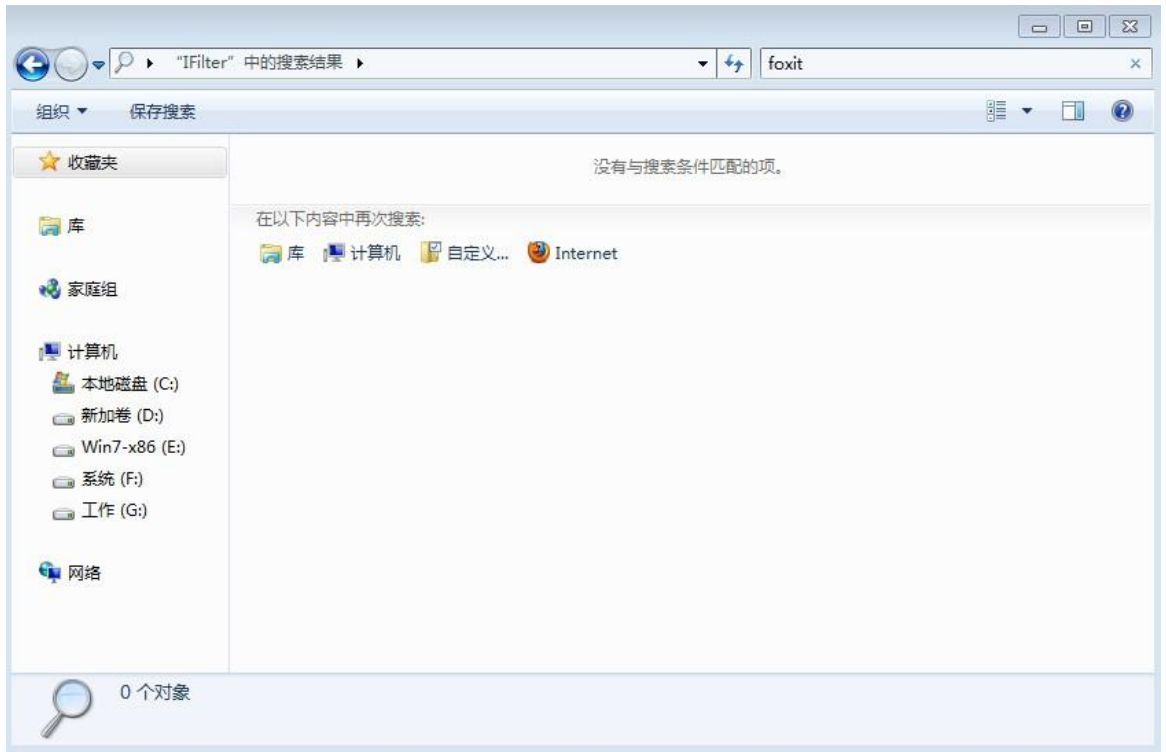 "IFilter" 中的搜索结果
foxit
组织
保存搜索
收藏夹
库
家庭组
计算机
本地磁盘 (C:)
新加卷 (D:)
Win7-x86 (E:)
系统 (F:)
工作 (G:)
网络
没有与搜索条件匹配的项。
在以下内容中再次搜索:
库 计算机 自定义... Internet
0 个对象